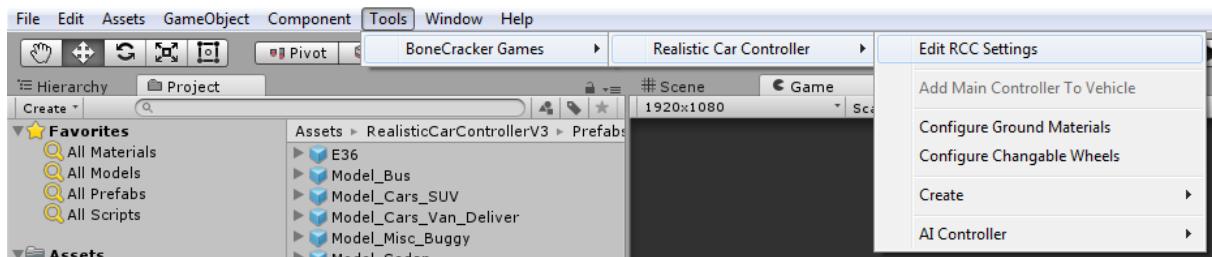 File Edit Assets GameObject Component Tools Window Help
Pivot
BoneCracker Games
Realistic Car Controller
Edit RCC Settings
Add Main Controller To Vehicle
Configure Ground Materials
Configure Changable Wheels
Create
AI Controller
Hierarchy Project
Create
Favorites
All Materials
All Models
All Prefabs
All Scripts
Assets
Assets RealisticCarControllerV3 Prefabs
E36
Model_Bus
Model_Cars_SUV
Model_Cars_Van_Deliver
Model_Misc_Buggy
Scene Game
1920x1080